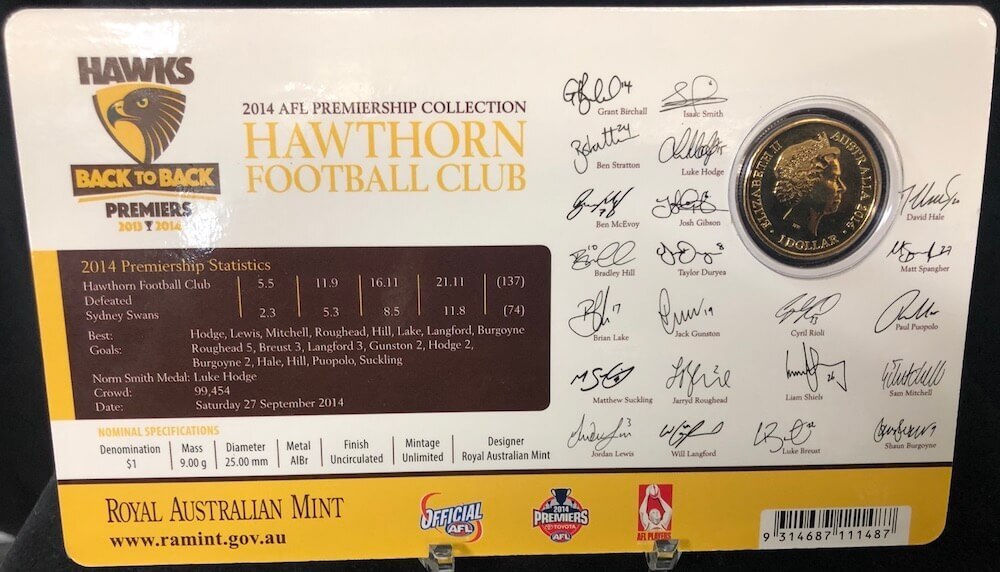 HAWKS
BACK TO BACK
PREMIERS
2013 2014
2014 AFL PREMIERSHIP COLLECTION
HAWTHORN
FOOTBALL CLUB
2014 Premiership Statistics
Hawthorn Football Club 5.5 11.9 16.11 21.11 (137)
Defeated
Sydney Swans 2.3 5.3 8.5 11.8 (74)
Best: Hodge, Lewis, Mitchell, Roughead, Hill, Lake, Langford, Burgoyne
Goals: Roughead 5, Breust 3, Langford 3, Gunston 2, Hodge 2,
Burgoyne 2, Hale, Hill, Puopolo, Suckling
Norm Smith Medal: Luke Hodge
Crowd: 99,454
Date: Saturday 27 September 2014
NOMINAL SPECIFICATIONS
Denomination Mass Diameter Metal Finish Mintage Designer
$1 9.00 g 25.00 mm AlBr Uncirculated Unlimited Royal Australian Mint
Grant Birchall Isaac Smith
Ben Stratton Luke Hodge
Ben McEvoy Josh Gibson
Bradley Hill Taylor Duryea
Brian Lake Jack Gunston Cyril Rioli Paul Puopolo
Matthew Suckling Jarryd Roughead Liam Shiels Sam Mitchell
Jordan Lewis Will Langford Luke Breust Shaun Burgoyne
David Hale
Matt Spangher
ELIZABETH II AUSTRALIA 2014
1 DOLLAR
ROYAL AUSTRALIAN MINT
www.ramint.gov.au
OFFICIAL
AFL
2014
PREMIERS
TOYOTA
AFL
AFL PLAYERS
9 314687 111487